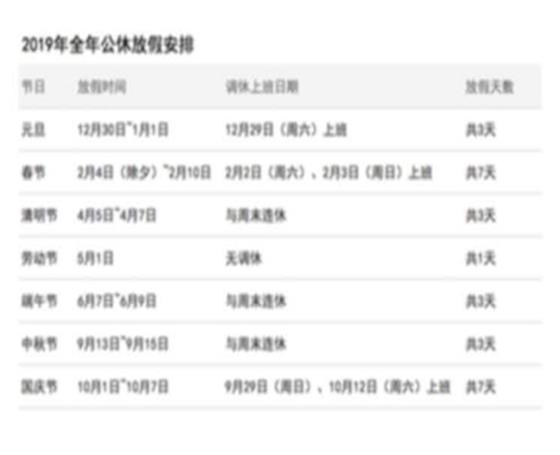 2019年全年公休放假安排
节日 放假时间 调休上班日期 放假天数
元旦 12月30日~1月1日 12月29日（周六）上班 共3天
春节 2月4日（除夕）~2月10日 2月2日（周六）、2月3日（周日）上班 共7天
清明节 4月5日~4月7日 与周末连休 共3天
劳动节 5月1日 无调休 共1天
端午节 6月7日~6月9日 与周末连休 共3天
中秋节 9月13日~9月15日 与周末连休 共3天
国庆节 10月1日~10月7日 9月29日（周日）、10月12日（周六）上班 共7天